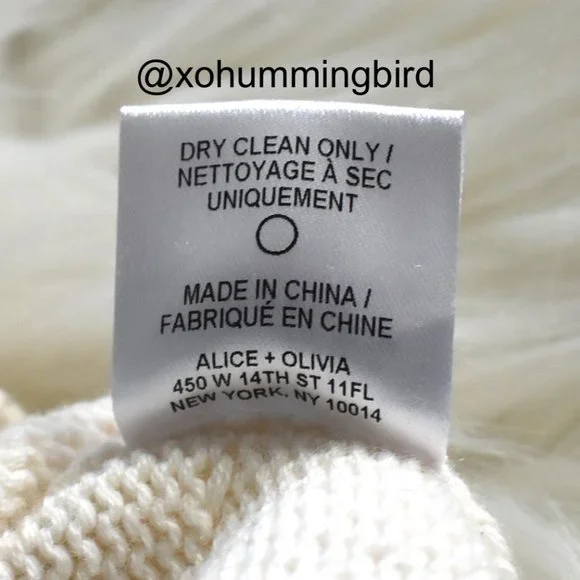 @xohummingbird
DRY CLEAN ONLY /
NETTOYAGE À SEC
UNIQUEMENT
MADE IN CHINA /
FABRIQUÉ EN CHINE
ALICE + OLIVIA
450 W 14TH ST 11FL
NEW YORK, NY 10014